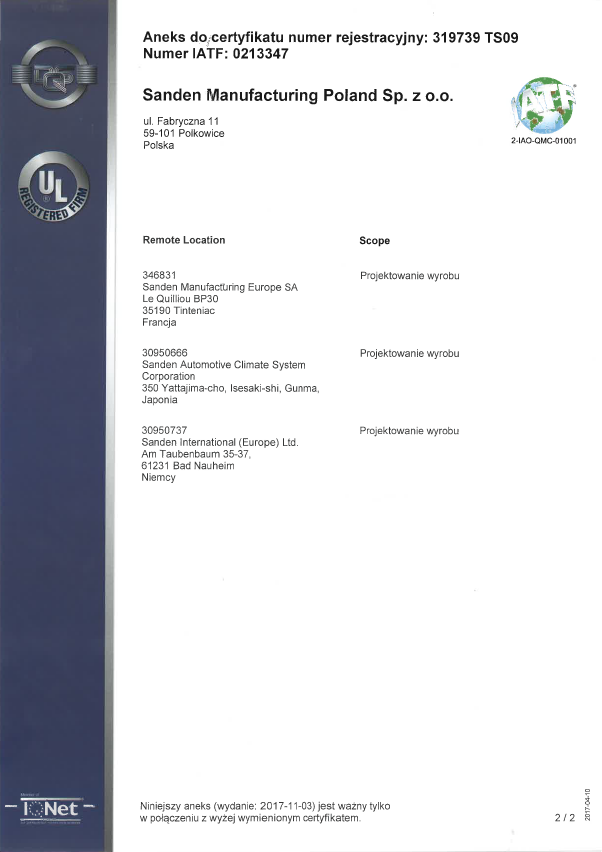 Aneks do certyfikatu numer rejestracyjny: 319739 TS09
Numer IATF: 0213347
Sanden Manufacturing Poland Sp. z o.o.
ul. Fabryczna 11
59-101 Polkowice
Polska
DQS
IATF
2-IAO-QMC-01001
UL
®
REGISTERED FIRM
Remote Location
Scope
346831
Projektowanie wyrobu
Sanden Manufacturing Europe SA
Le Quilliou BP30
35190 Tinteniac
Francja
30950666
Projektowanie wyrobu
Sanden Automotive Climate System
Corporation
350 Yattajima-cho, Isesaki-shi, Gunma,
Japonia
30950737
Projektowanie wyrobu
Sanden International (Europe) Ltd.
Am Taubenbaum 35-37,
61231 Bad Nauheim
Niemcy
Member of
IQNet
Niniejszy aneks (wydanie: 2017-11-03) jest ważny tylko
w połączeniu z wyżej wymienionym certyfikatem.
2 / 2
2017-04-10